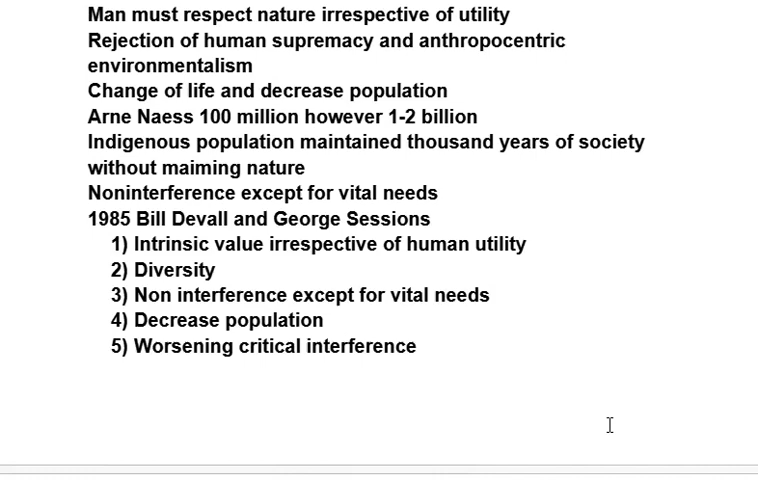 Man must respect nature irrespective of utility
Rejection of human supremacy and anthropocentric
environmentalism
Change of life and decrease population
Arne Naess 100 million however 1-2 billion
Indigenous population maintained thousand years of society
without maiming nature
Noninterference except for vital needs
1985 Bill Devall and George Sessions
1) Intrinsic value irrespective of human utility
2) Diversity
3) Non interference except for vital needs
4) Decrease population
5) Worsening critical interference